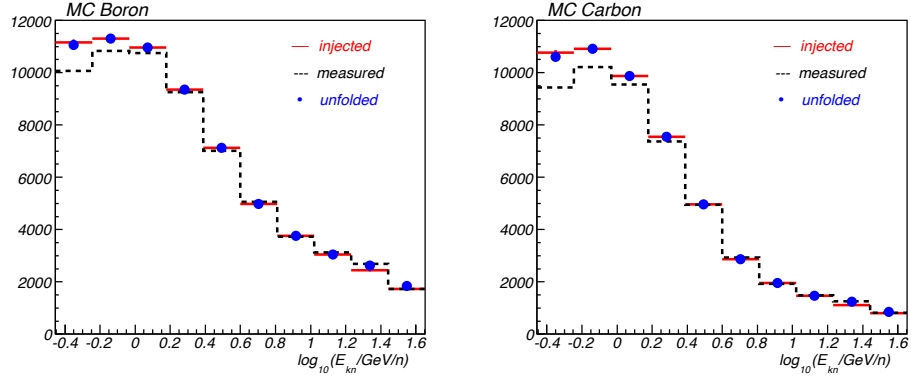 MC Boron
12000
10000
8000
6000
4000
2000
0
injected
measured
unfolded
-0.4 -0.2 0 0.2 0.4 0.6 0.8 1 1.2 1.4 1.6
log10(Ekn/GeV/n)
MC Carbon
12000
10000
8000
6000
4000
2000
0
injected
measured
unfolded
-0.4 -0.2 0 0.2 0.4 0.6 0.8 1 1.2 1.4 1.6
log10(Ekn/GeV/n)